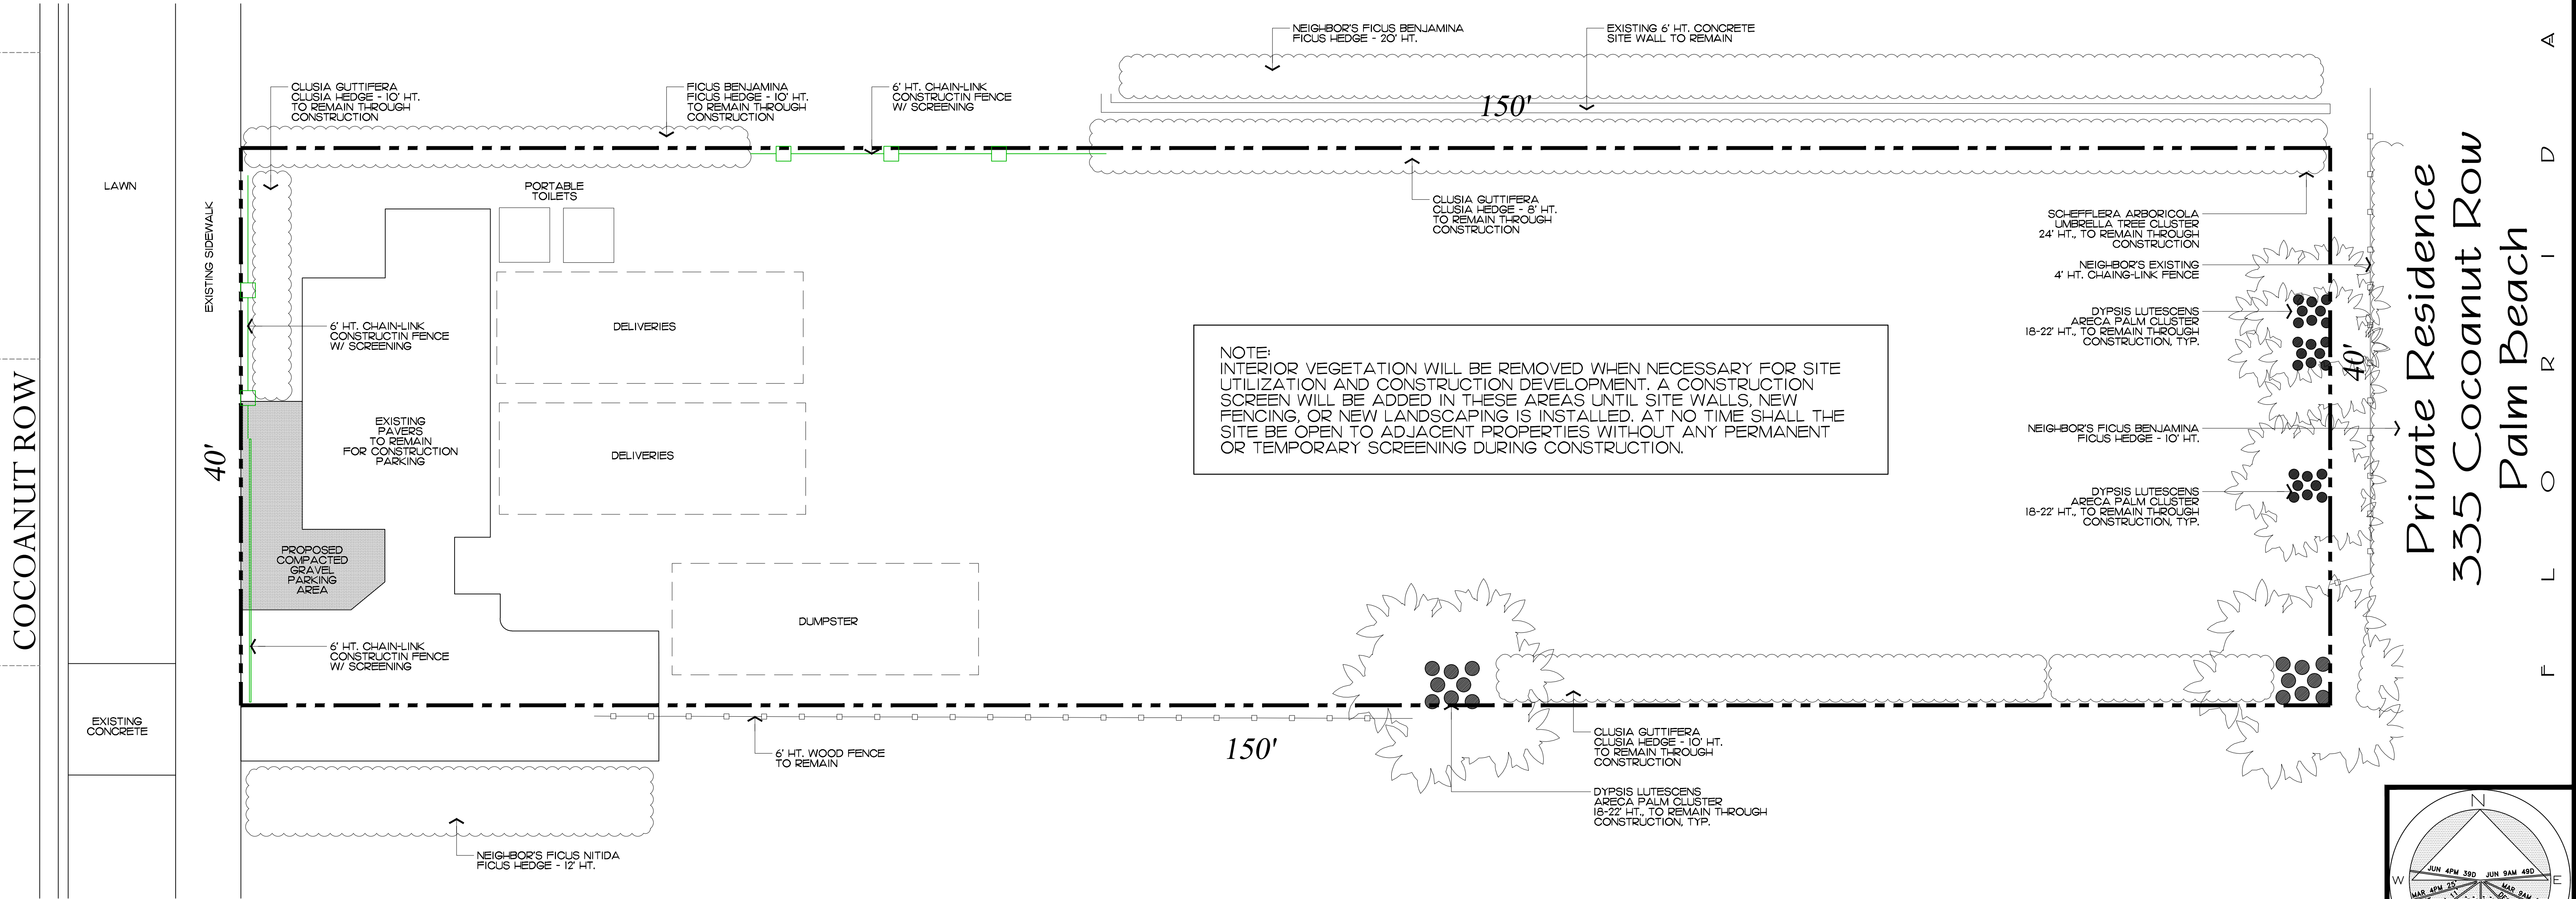 NEIGHBOR'S FICUS BENJAMINA
FICUS HEDGE - 20' HT.
EXISTING 6' HT. CONCRETE
SITE WALL TO REMAIN
CLUSIA GUTTIFERA
CLUSIA HEDGE - 10' HT.
TO REMAIN THROUGH
CONSTRUCTION
FICUS BENJAMINA
FICUS HEDGE - 10' HT.
TO REMAIN THROUGH
CONSTRUCTION
6' HT. CHAIN-LINK
CONSTRUCTIN FENCE
W/ SCREENING
150'
LAWN
EXISTING SIDEWALK
PORTABLE
TOILETS
CLUSIA GUTTIFERA
CLUSIA HEDGE - 8' HT.
TO REMAIN THROUGH
CONSTRUCTION
SCHEFFLERA ARBORICOLA
UMBRELLA TREE CLUSTER
24' HT., TO REMAIN THROUGH
CONSTRUCTION
NEIGHBOR'S EXISTING
4' HT. CHAING-LINK FENCE
DYPSIS LUTESCENS
ARECA PALM CLUSTER
18-22' HT., TO REMAIN THROUGH
CONSTRUCTION, TYP.
40'
6' HT. CHAIN-LINK
CONSTRUCTIN FENCE
W/ SCREENING
DELIVERIES
NOTE:
INTERIOR VEGETATION WILL BE REMOVED WHEN NECESSARY FOR SITE
UTILIZATION AND CONSTRUCTION DEVELOPMENT. A CONSTRUCTION
SCREEN WILL BE ADDED IN THESE AREAS UNTIL SITE WALLS, NEW
FENCING, OR NEW LANDSCAPING IS INSTALLED. AT NO TIME SHALL THE
SITE BE OPEN TO ADJACENT PROPERTIES WITHOUT ANY PERMANENT
OR TEMPORARY SCREENING DURING CONSTRUCTION.
COCOANUT ROW
40'
EXISTING
PAVERS
TO REMAIN
FOR CONSTRUCTION
PARKING
DELIVERIES
NEIGHBOR'S FICUS BENJAMINA
FICUS HEDGE - 10' HT.
DYPSIS LUTESCENS
ARECA PALM CLUSTER
18-22' HT., TO REMAIN THROUGH
CONSTRUCTION, TYP.
PROPOSED
COMPACTED
GRAVEL
PARKING
AREA
DUMPSTER
6' HT. CHAIN-LINK
CONSTRUCTIN FENCE
W/ SCREENING
EXISTING
CONCRETE
6' HT. WOOD FENCE
TO REMAIN
150'
CLUSIA GUTTIFERA
CLUSIA HEDGE - 10' HT.
TO REMAIN THROUGH
CONSTRUCTION
DYPSIS LUTESCENS
ARECA PALM CLUSTER
18-22' HT., TO REMAIN THROUGH
CONSTRUCTION, TYP.
NEIGHBOR'S FICUS NITIDA
FICUS HEDGE - 12' HT.
Private Residence
335 Cocoanut Row
Palm Beach
F L O R I D A
N
W
E
JUN 4PM 39D
JUN 9AM 49D
MAR 4PM 25'
MAR 9AM